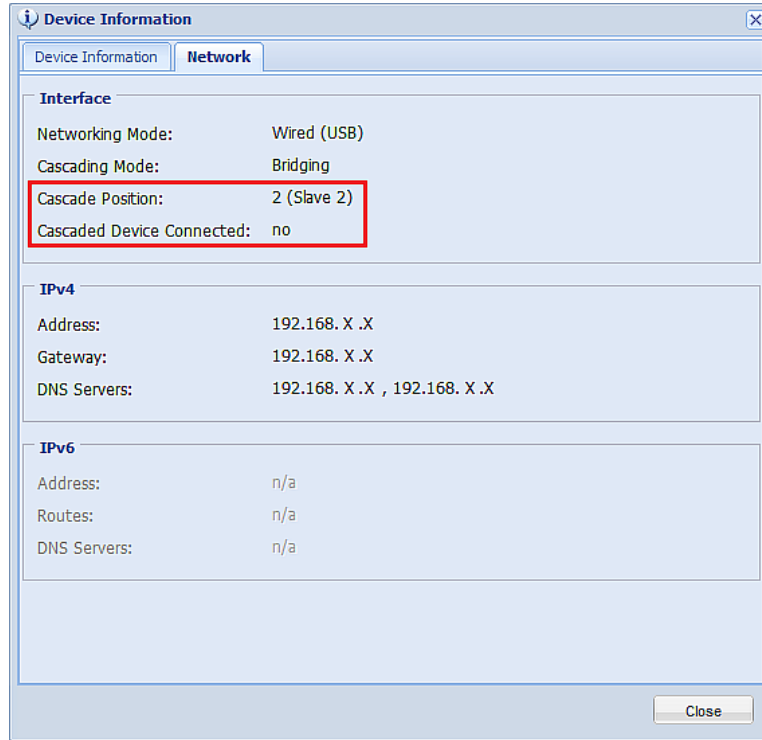 Device Information
Device Information Network
Interface
Networking Mode: Wired (USB)
Cascading Mode: Bridging
Cascade Position: 2 (Slave 2)
Cascaded Device Connected: no
IPv4
Address: 192.168. X .X
Gateway: 192.168. X .X
DNS Servers: 192.168. X .X , 192.168. X .X
IPv6
Address: n/a
Routes: n/a
DNS Servers: n/a
Close